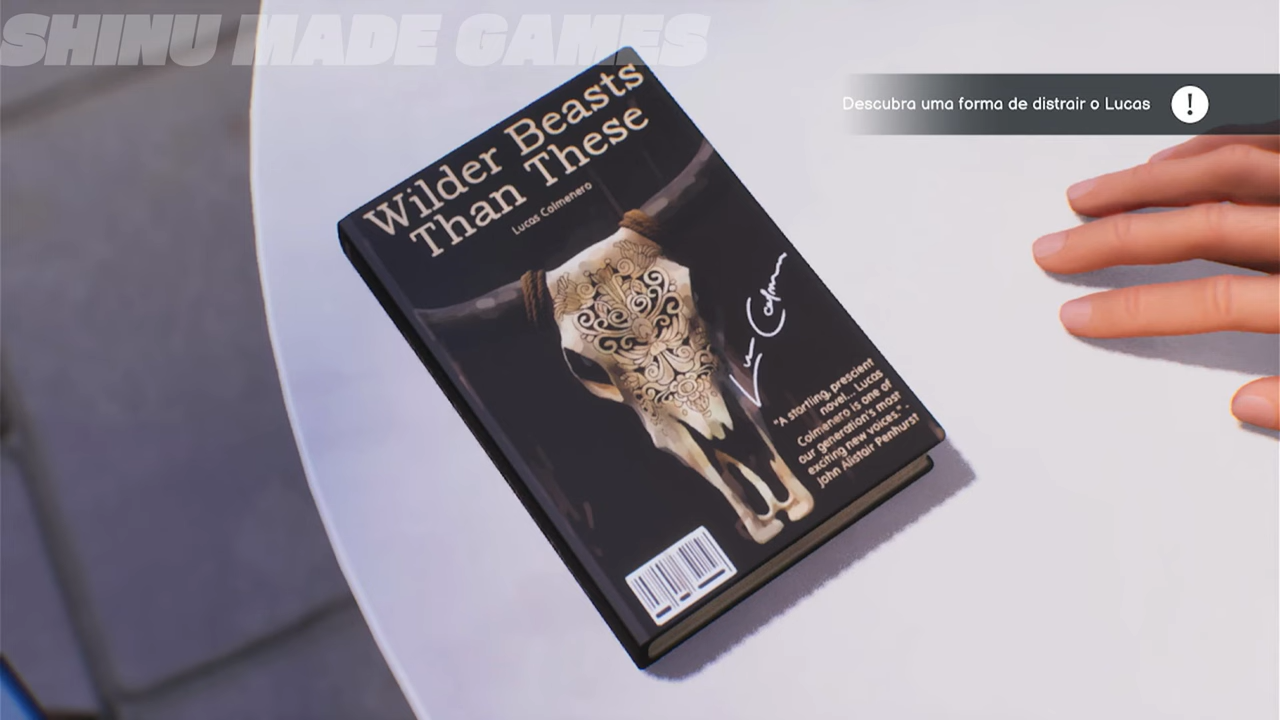 SHINU MADE GAMES
Descubra uma forma de distrair o Lucas
!
Wilder Beasts
Than These
Lucas Colmenero
"A startling, prescient
novel... Lucas
Colmenero is one of
our generation's most
exciting new voices." -
John Alistair Penhurst